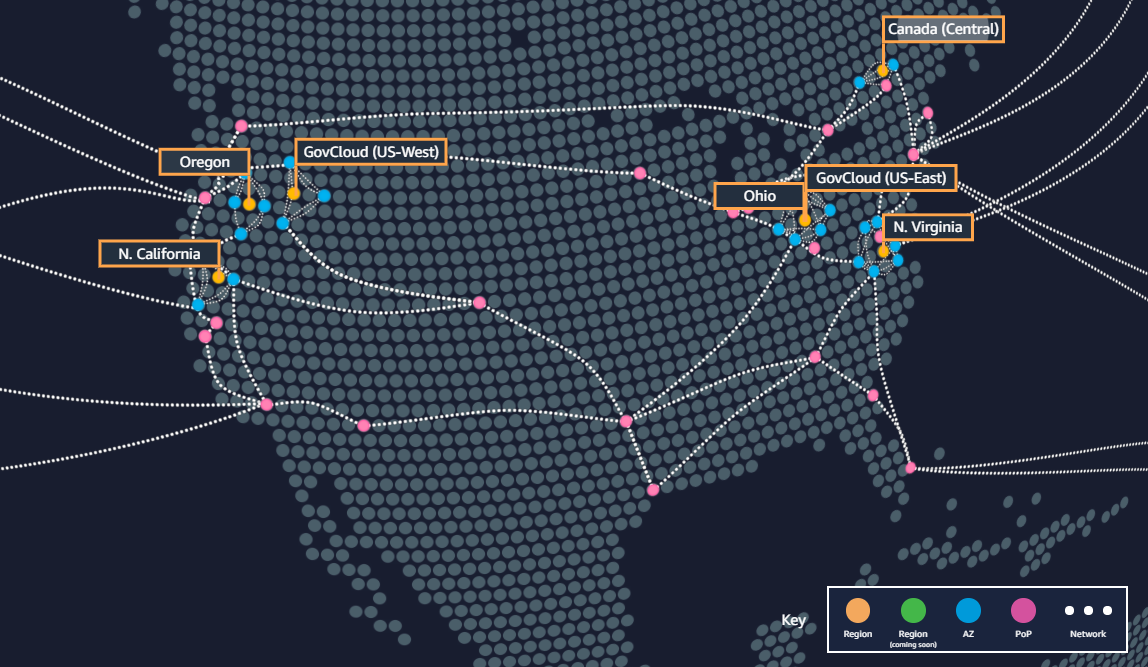 Canada (Central)
GovCloud (US-West)
Oregon
GovCloud (US-East)
Ohio
N. Virginia
N. California
Key
Region
Region
(coming soon)
AZ
PoP
Network